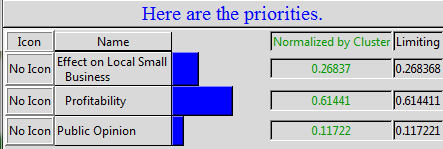 Here are the priorities.
Icon Name Normalized by Cluster Limiting
No Icon Effect on Local Small Business 0.26837 0.268368
No Icon Profitability 0.61441 0.614411
No Icon Public Opinion 0.11722 0.117221